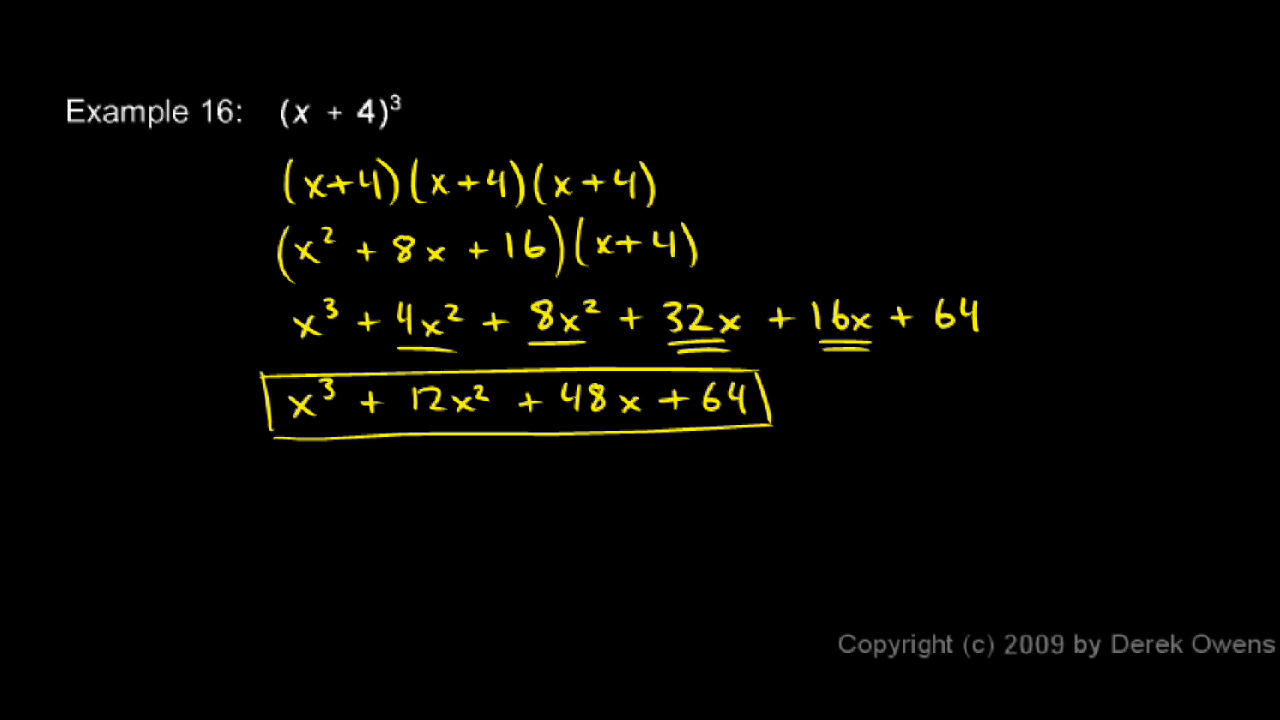 Example 16: (x + 4)³
(x+4)(x+4)(x+4)
(x² + 8x + 16)(x+4)
x³ + 4x² + 8x² + 32x + 16x + 64
x³ + 12x² + 48x + 64
Copyright (c) 2009 by Derek Owens